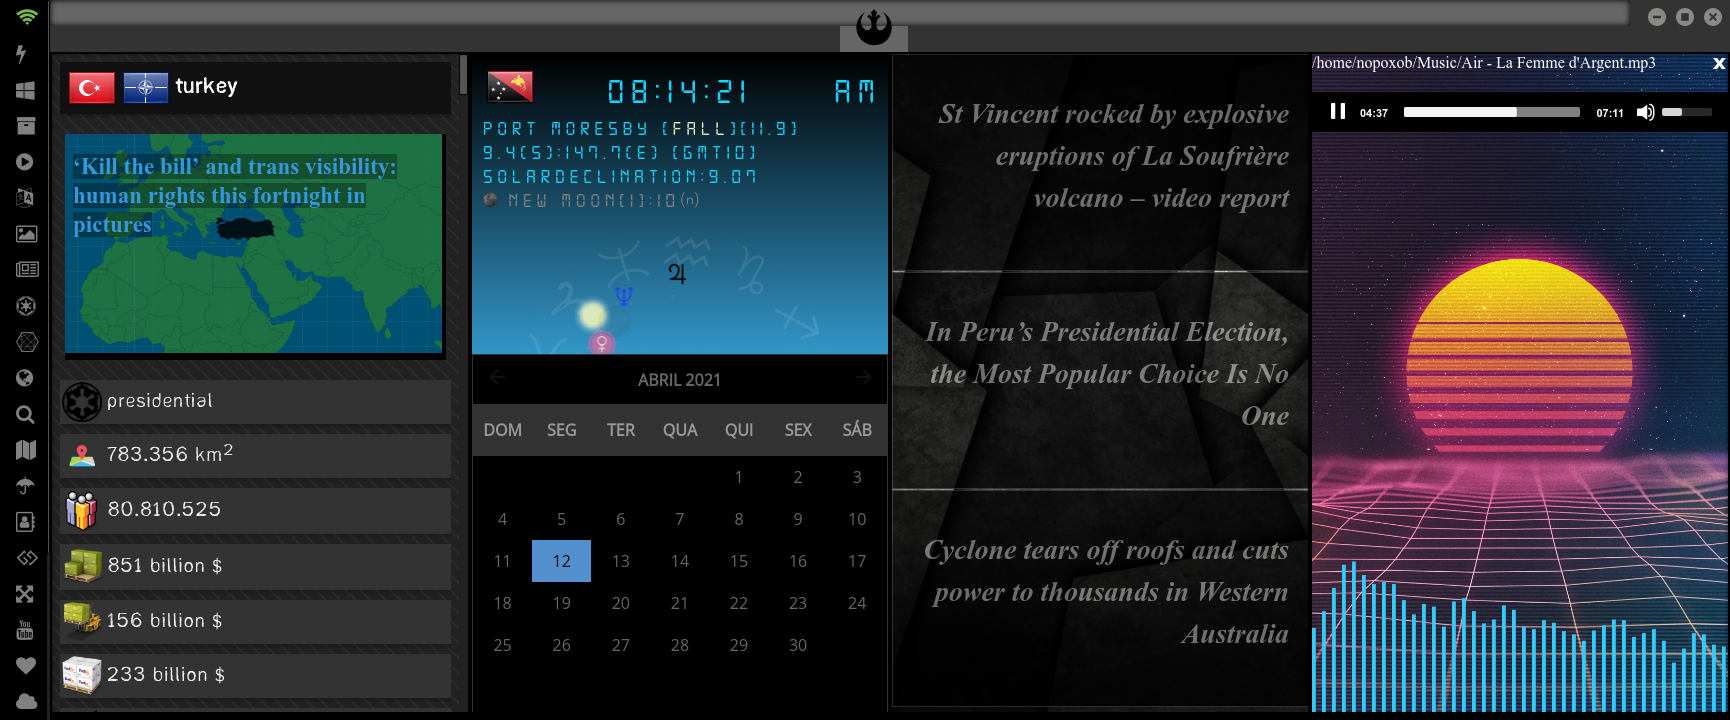 turkey
‘Kill the bill’ and trans visibility:
human rights this fortnight in
pictures
presidential
783.356 km²
80.810.525
851 billion $
156 billion $
233 billion $
08:14:21 AM
PORT MORESBY [FALL][11.9]
9.4(S):147.7(E) [GMT10]
SOLARDECLINATION:9.07
NEW MOON[1]:10(n)
ABRIL 2021
DOM SEG TER QUA QUI SEX SÁB
1 2 3
4 5 6 7 8 9 10
11 12 13 14 15 16 17
18 19 20 21 22 23 24
25 26 27 28 29 30
St Vincent rocked by explosive
eruptions of La Soufrière
volcano – video report
In Peru’s Presidential Election,
the Most Popular Choice Is No
One
Cyclone tears off roofs and cuts
power to thousands in Western
Australia
/home/nopoxob/Music/Air - La Femme d'Argent.mp3 x
04:37 07:11
You
Tube